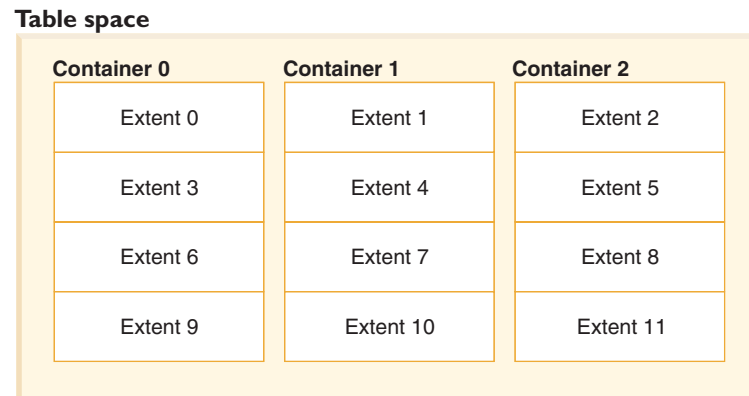 Table space
Container 0 Container 1 Container 2
Extent 0 Extent 1 Extent 2
Extent 3 Extent 4 Extent 5
Extent 6 Extent 7 Extent 8
Extent 9 Extent 10 Extent 11